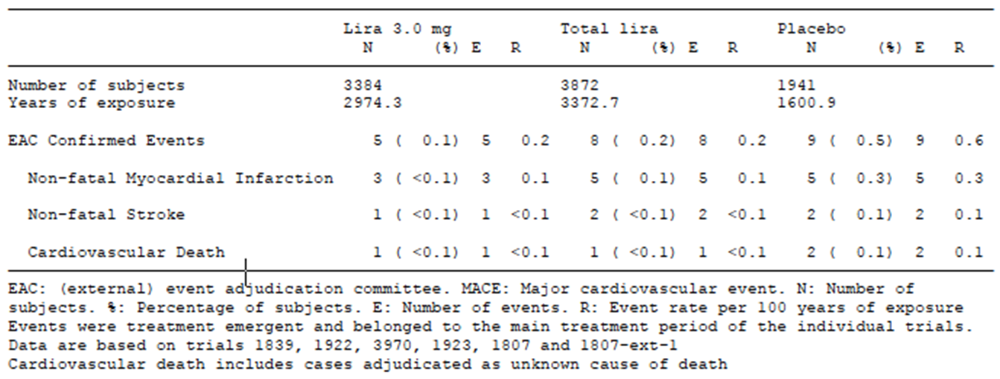 Lira 3.0 mg Total lira Placebo
N (%) E R N (%) E R N (%) E R
Number of subjects 3384 3872 1941
Years of exposure 2974.3 3372.7 1600.9
EAC Confirmed Events 5 ( 0.1) 5 0.2 8 ( 0.2) 8 0.2 9 ( 0.5) 9 0.6
Non-fatal Myocardial Infarction 3 ( <0.1) 3 0.1 5 ( 0.1) 5 0.1 5 ( 0.3) 5 0.3
Non-fatal Stroke 1 ( <0.1) 1 <0.1 2 ( <0.1) 2 <0.1 2 ( 0.1) 2 0.1
Cardiovascular Death 1 ( <0.1) 1 <0.1 1 ( <0.1) 1 <0.1 2 ( 0.1) 2 0.1
EAC: (external) event adjudication committee. MACE: Major cardiovascular event. N: Number of
subjects. %: Percentage of subjects. E: Number of events. R: Event rate per 100 years of exposure
Events were treatment emergent and belonged to the main treatment period of the individual trials.
Data are based on trials 1839, 1922, 3970, 1923, 1807 and 1807-ext-1
Cardiovascular death includes cases adjudicated as unknown cause of death